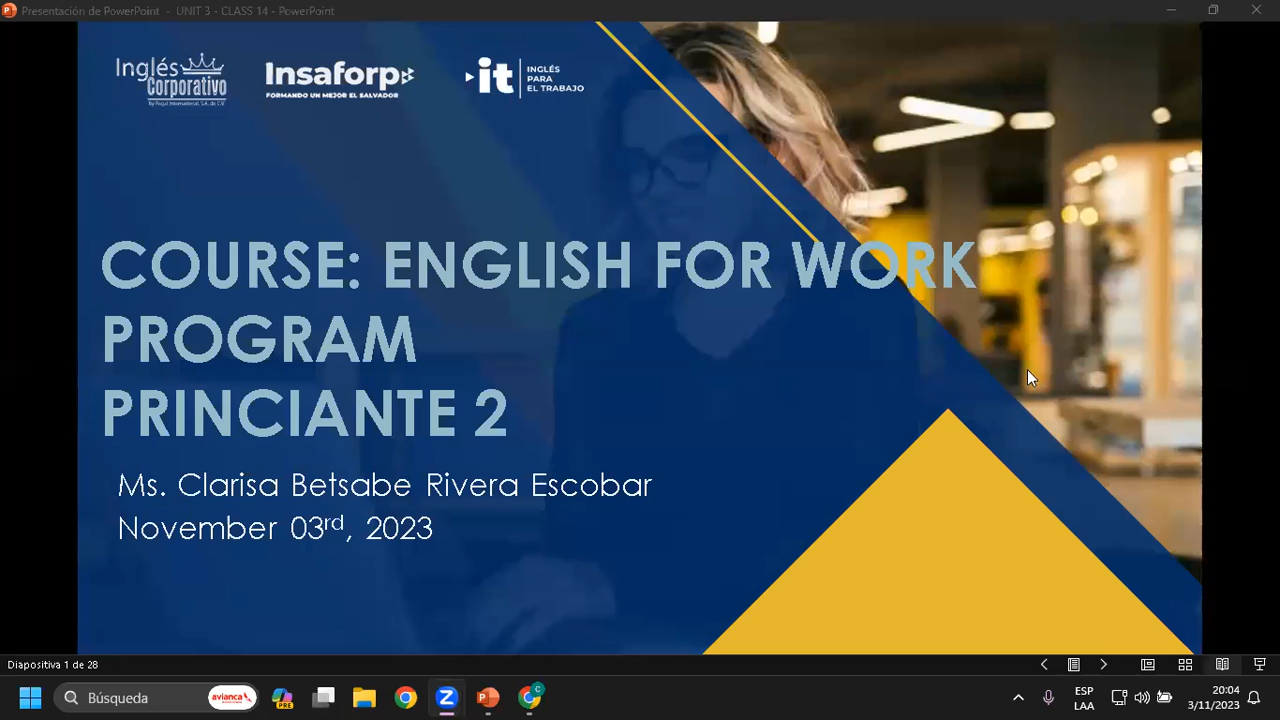 Presentación de PowerPoint - UNIT 3 - CLASS 14 - PowerPoint
Inglés
Corporativo
Insaforp
FORMANDO UN MEJOR EL SALVADOR
it
INGLÉS
PARA
EL TRABAJO
COURSE: ENGLISH FOR WORK
PROGRAM
PRINCIANTE 2
Ms. Clarisa Betsabe Rivera Escobar
November 03rd, 2023
Diapositiva 1 de 28
Búsqueda
avianca
PRE
LAA
20:04
3/11/2023